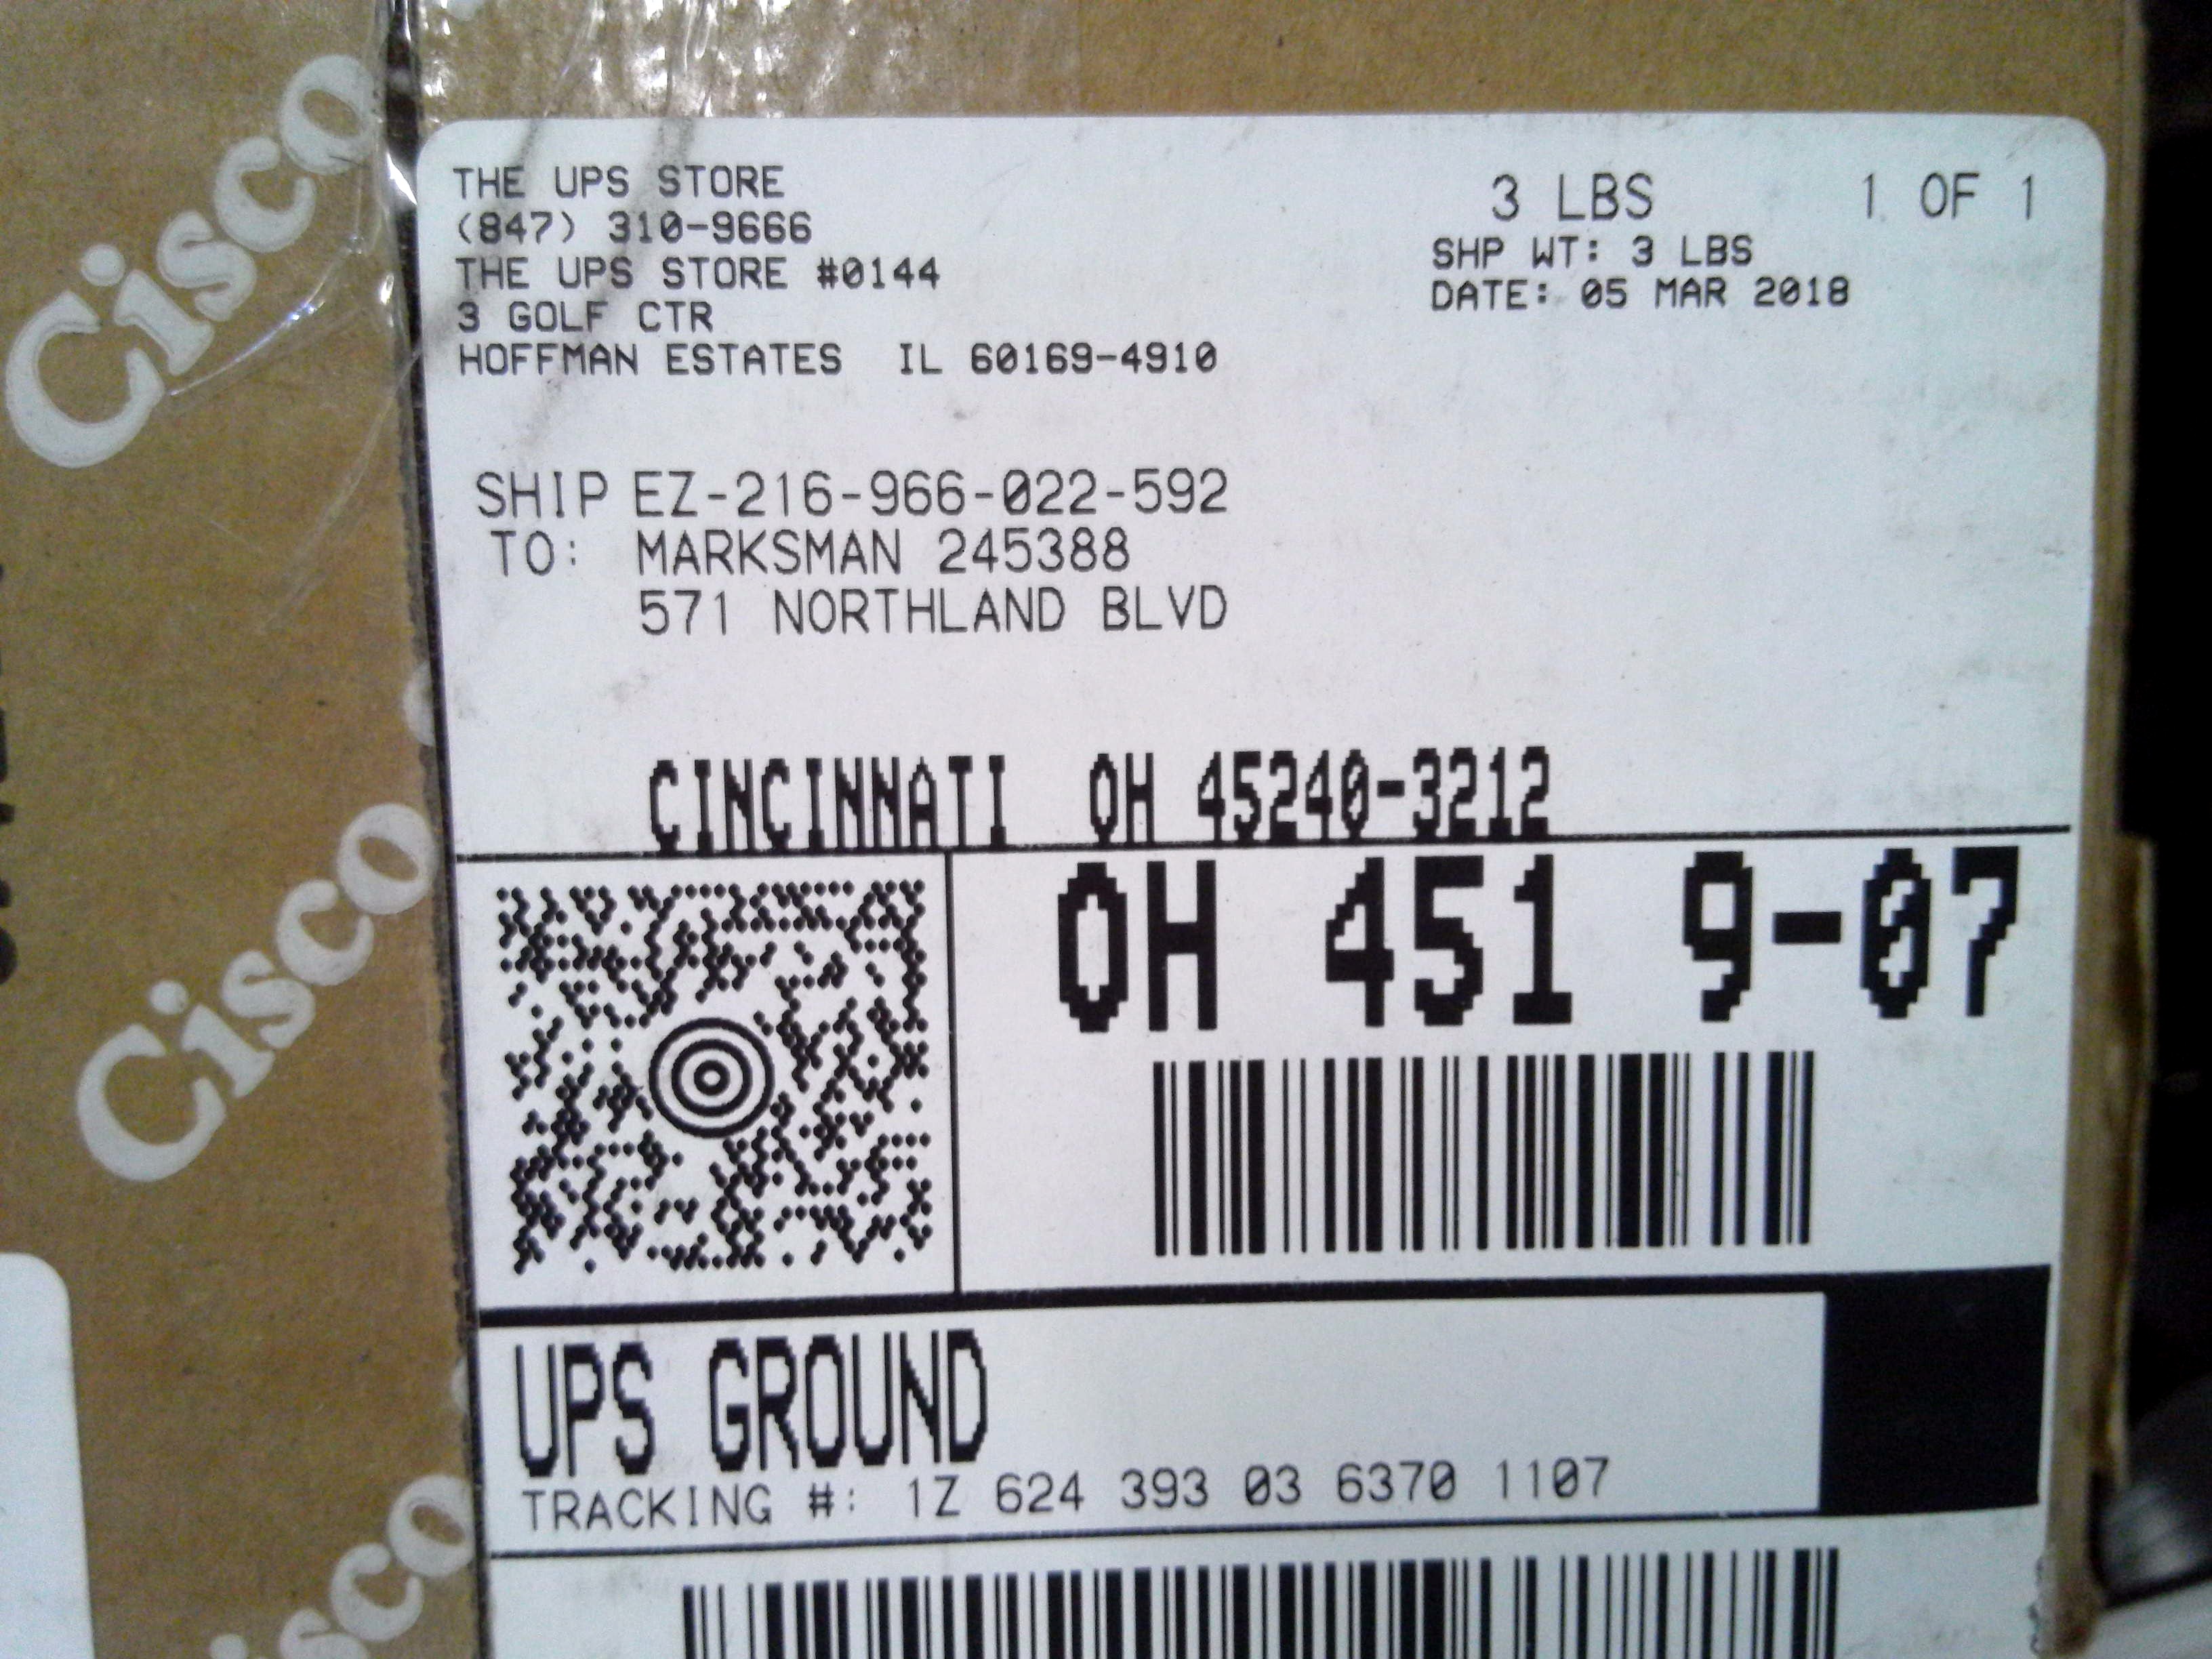 Cisco
Cisco
THE UPS STORE
(847) 310-9666
THE UPS STORE #0144
3 GOLF CTR
HOFFMAN ESTATES IL 60169-4910
3 LBS 1 OF 1
SHP WT: 3 LBS
DATE: 05 MAR 2018
SHIP TO: EZ-216-966-022-592
MARKSMAN 245388
571 NORTHLAND BLVD
CINCINNATI OH 45240-3212
OH 451 9-07
UPS GROUND
TRACKING #: 1Z 624 393 03 6370 1107